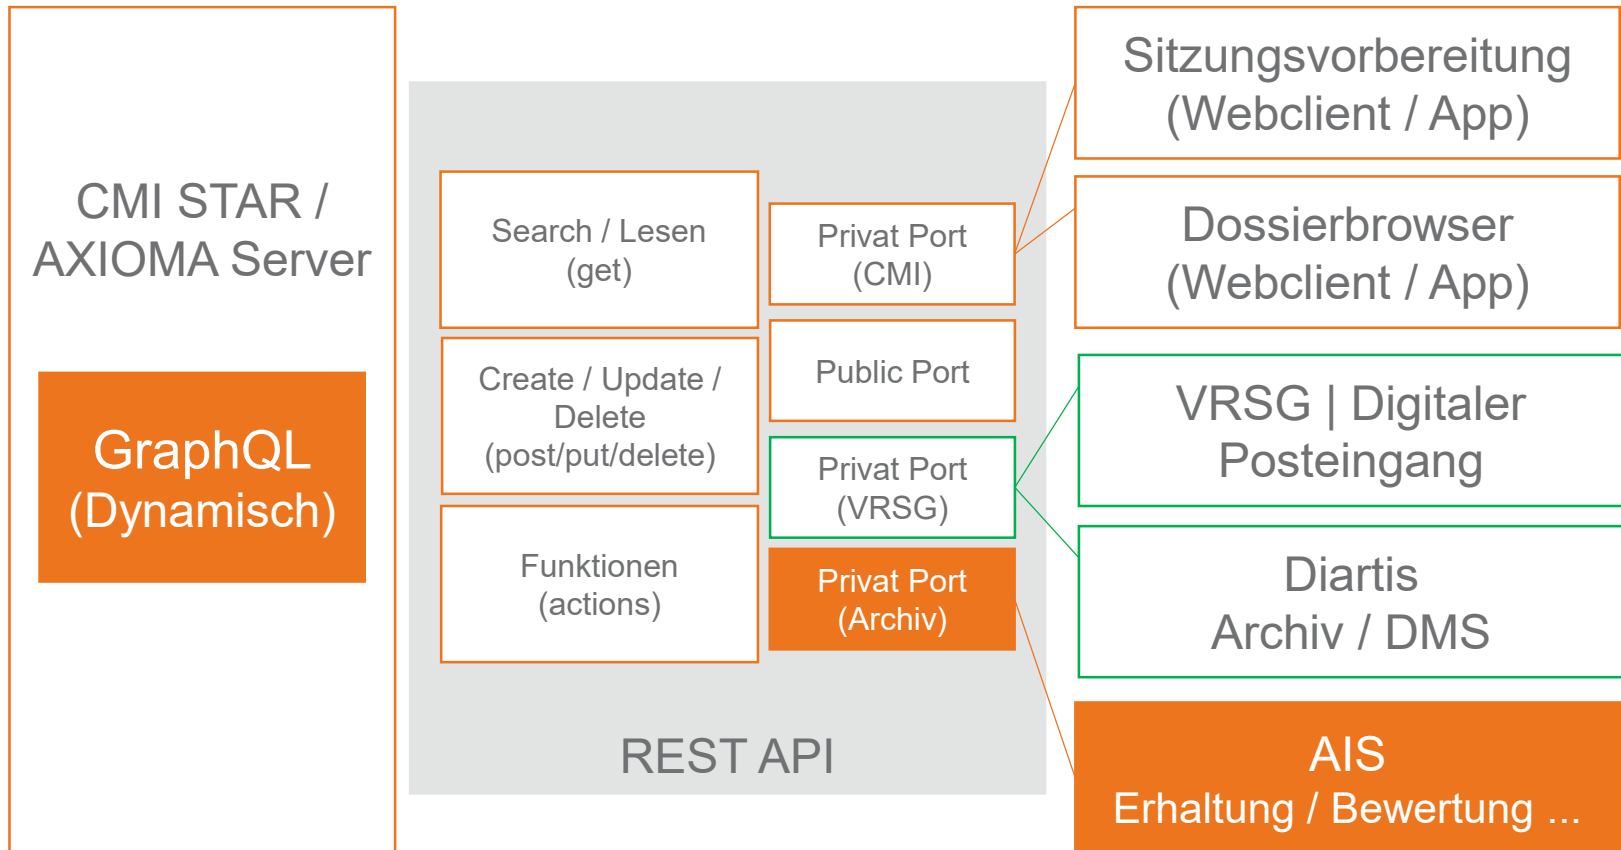 CMI STAR /
AXIOMA Server
GraphQL
(Dynamisch)
Search / Lesen
(get)
Create / Update /
Delete
(post/put/delete)
Funktionen
(actions)
Privat Port
(CMI)
Public Port
Privat Port
(VRSG)
Privat Port
(Archiv)
REST API
Sitzungsvorbereitung
(Webclient / App)
Dossierbrowser
(Webclient / App)
VRSG | Digitaler
Posteingang
Diartis
Archiv / DMS
AIS
Erhaltung / Bewertung ...